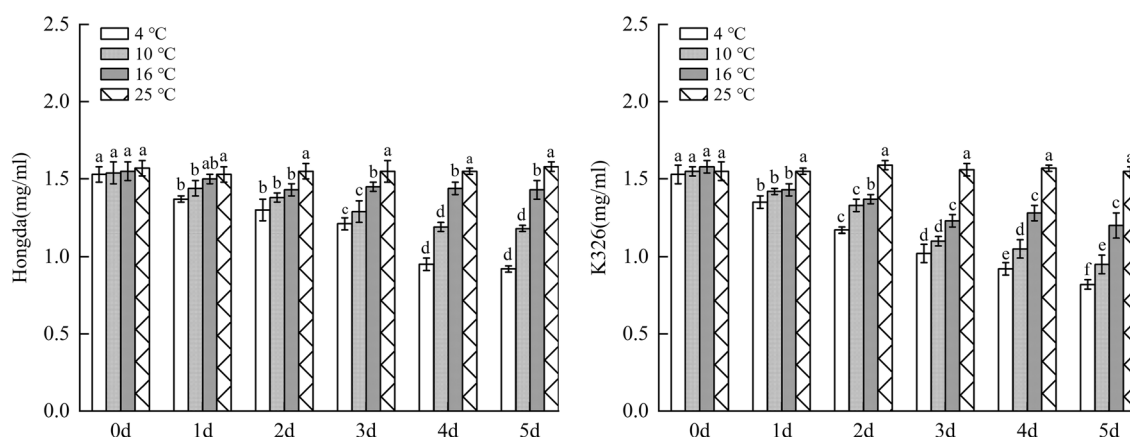 2.5
2.0
1.5
1.0
0.5
0.0
Hongda(mg/ml)
4 ℃
10 ℃
16 ℃
25 ℃
a a a a
b b ab a
b b b a
c c b a
d d b a
d d b a
0d 1d 2d 3d 4d 5d
2.5
2.0
1.5
1.0
0.5
0.0
K326(mg/ml)
4 ℃
10 ℃
16 ℃
25 ℃
a a a a
b b b a
c b b a
d d c a
e d c a
f e c a
0d 1d 2d 3d 4d 5d